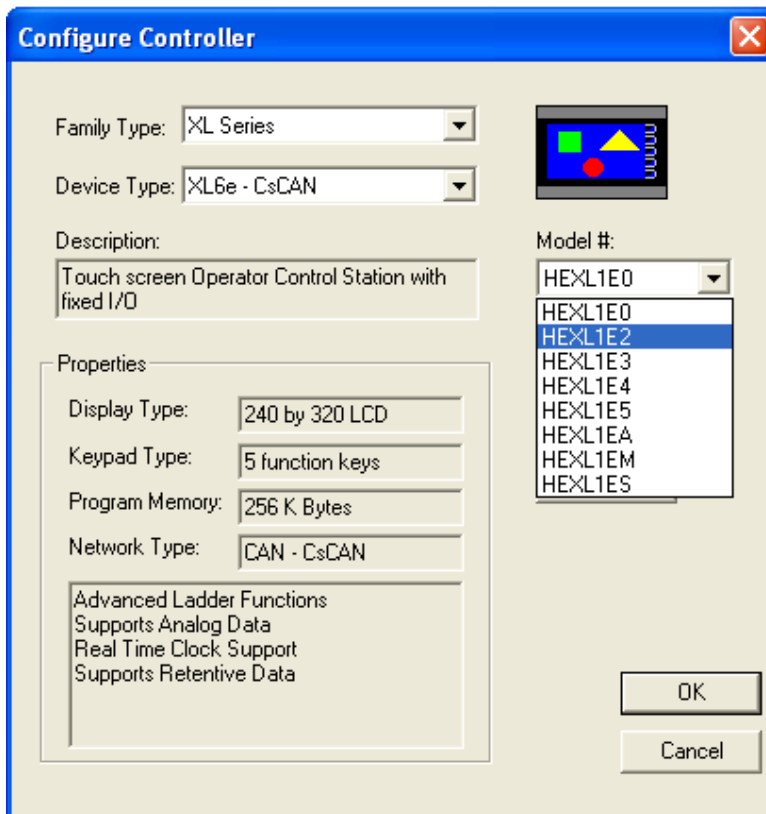 Configure Controller
Family Type: XL Series
Device Type: XL6e - CsCAN
Description:
Touch screen Operator Control Station with
fixed I/O
Model #:
HEXL1E0
HEXL1E0
HEXL1E2
HEXL1E3
HEXL1E4
HEXL1E5
HEXL1EA
HEXL1EM
HEXL1ES
Properties
Display Type: 240 by 320 LCD
Keypad Type: 5 function keys
Program Memory: 256 K Bytes
Network Type: CAN - CsCAN
Advanced Ladder Functions
Supports Analog Data
Real Time Clock Support
Supports Retentive Data
OK
Cancel